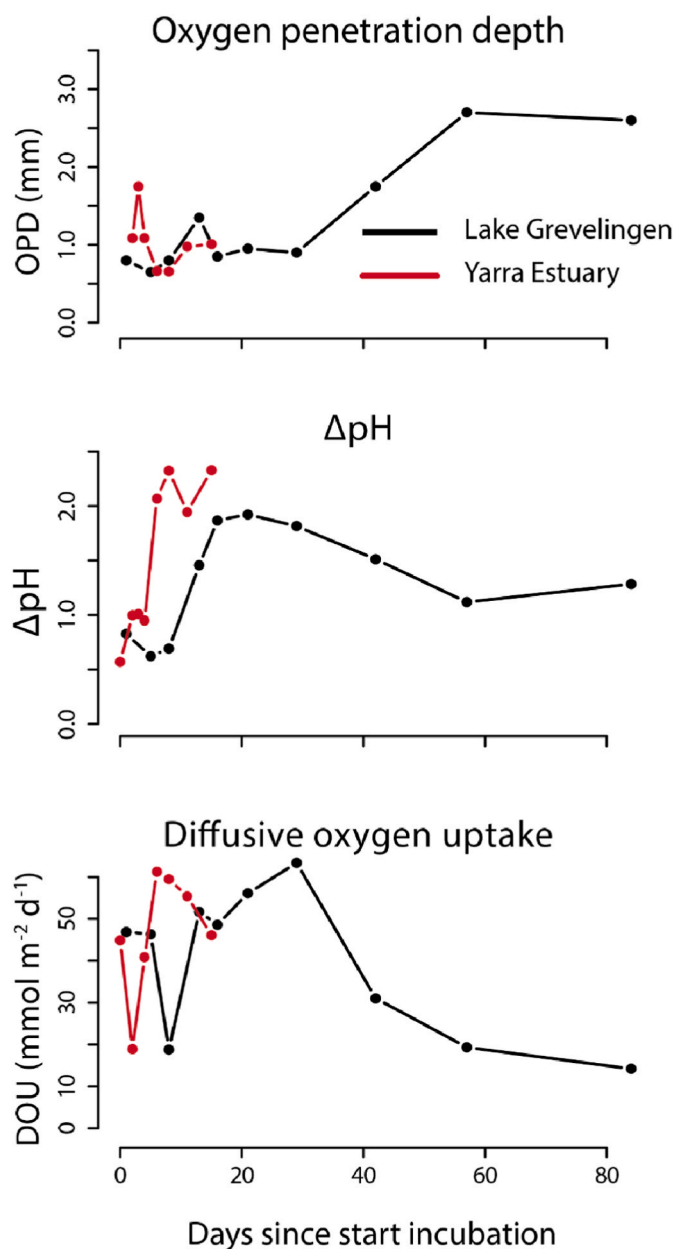 Oxygen penetration depth
OPD (mm)
3.0
2.0
1.0
0.0
Lake Grevelingen
Yarra Estuary
ΔpH
ΔpH
2.0
1.0
0.0
Diffusive oxygen uptake
DOU (mmol m⁻² d⁻¹)
50
30
10
0
0 20 40 60 80
Days since start incubation